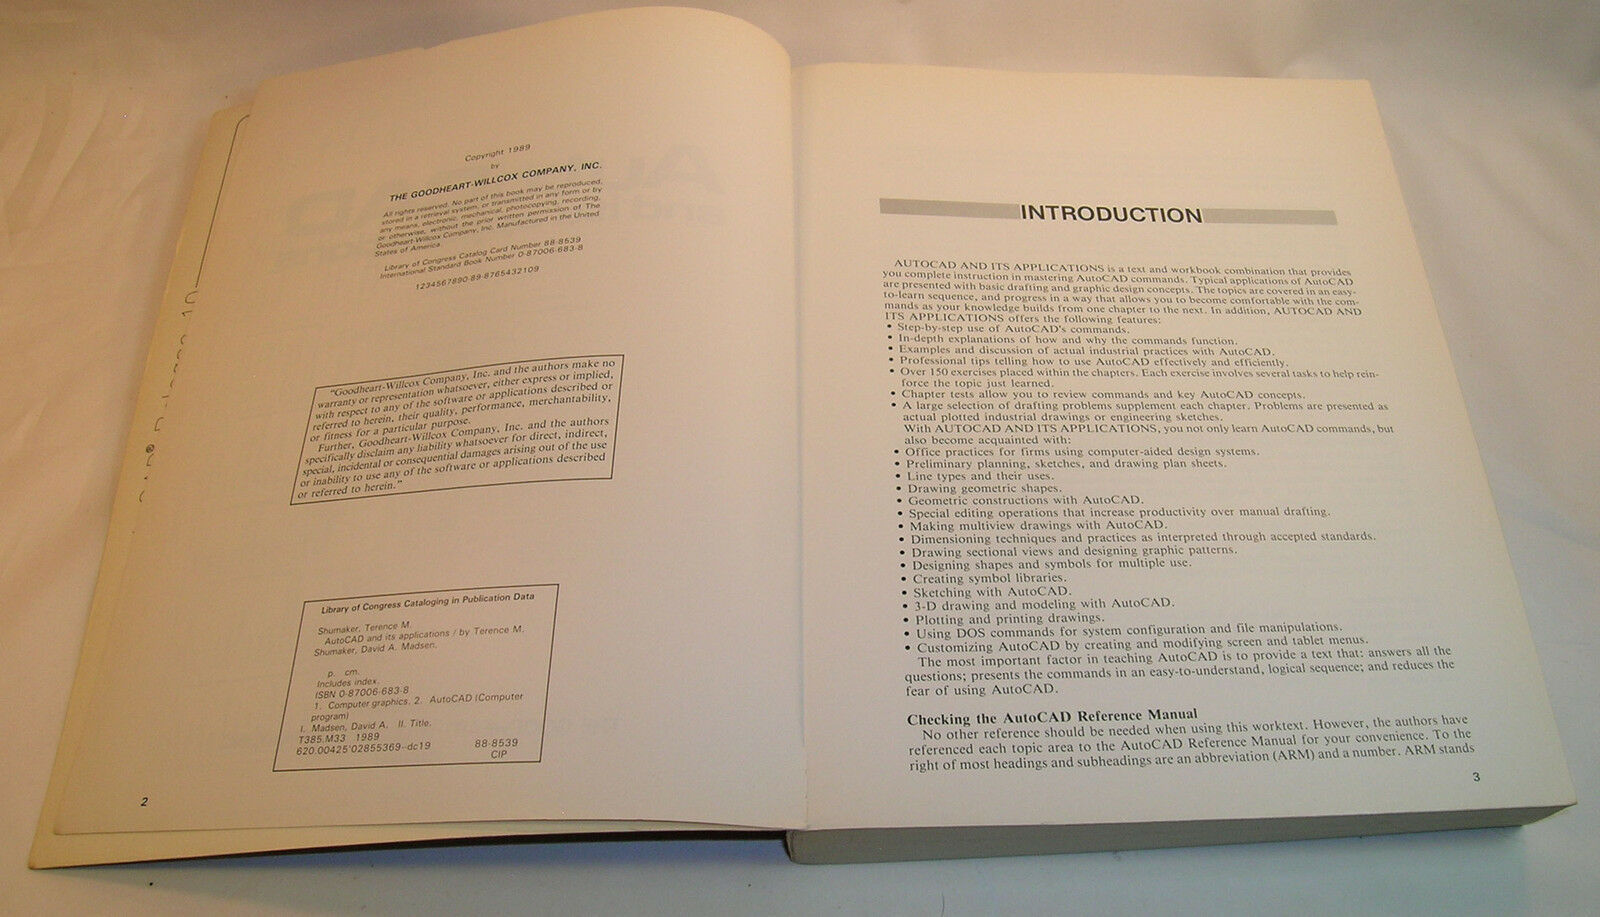 Copyright 1989
by
THE GOODHEART-WILLCOX COMPANY, INC.
All rights reserved. No part of this book may be reproduced,
stored in a retrieval system, or transmitted in any form or by
any means, electronic, mechanical, photocopying, recording,
or otherwise, without the prior written permission of The
Goodheart-Willcox Company, Inc. Manufactured in the United
States of America.
Library of Congress Catalog Card Number 88-8539
International Standard Book Number 0-87006-683-8
1234567890-89-8765432109
"Goodheart-Willcox Company, Inc. and the authors make no
warranty or representation whatsoever, either express or implied,
with respect to any of the software or applications described or
referred to herein, their quality, performance, merchantability,
or fitness for a particular purpose.
Further, Goodheart-Willcox Company, Inc. and the authors
specifically disclaim any liability whatsoever for direct, indirect,
special, incidental or consequential damages arising out of the use
or inability to use any of the software or applications described
or referred to herein."
Library of Congress Cataloging in Publication Data
Shumaker, Terence M.
AutoCAD and its applications / by Terence M.
Shumaker, David A. Madsen.
p. cm.
Includes index.
ISBN 0-87006-683-8
1. Computer graphics. 2. AutoCAD (Computer
program)
I. Madsen, David A. II. Title.
T385.M33 1989
620.00425'02855369-dc19 88-8539
CIP
2
INTRODUCTION
AUTOCAD AND ITS APPLICATIONS is a text and workbook combination that provides
you complete instruction in mastering AutoCAD commands. Typical applications of AutoCAD
are presented with basic drafting and graphic design concepts. The topics are covered in an easy-
to-learn sequence, and progress in a way that allows you to become comfortable with the com-
mands as your knowledge builds from one chapter to the next. In addition, AUTOCAD AND
ITS APPLICATIONS offers the following features:
• Step-by-step use of AutoCAD's commands.
• In-depth explanations of how and why the commands function.
• Examples and discussion of actual industrial practices with AutoCAD.
• Professional tips telling how to use AutoCAD effectively and efficiently.
• Over 150 exercises placed within the chapters. Each exercise involves several tasks to help rein-
force the topic just learned.
• Chapter tests allow you to review commands and key AutoCAD concepts.
• A large selection of drafting problems supplement each chapter. Problems are presented as
actual plotted industrial drawings or engineering sketches.
With AUTOCAD AND ITS APPLICATIONS, you not only learn AutoCAD commands, but
also become acquainted with:
• Office practices for firms using computer-aided design systems.
• Preliminary planning, sketches, and drawing plan sheets.
• Line types and their uses.
• Drawing geometric shapes.
• Geometric constructions with AutoCAD.
• Special editing operations that increase productivity over manual drafting.
• Making multiview drawings with AutoCAD.
• Dimensioning techniques and practices as interpreted through accepted standards.
• Drawing sectional views and designing graphic patterns.
• Designing shapes and symbols for multiple use.
• Creating symbol libraries.
• Sketching with AutoCAD.
• 3-D drawing and modeling with AutoCAD.
• Plotting and printing drawings.
• Using DOS commands for system configuration and file manipulations.
• Customizing AutoCAD by creating and modifying screen and tablet menus.
The most important factor in teaching AutoCAD is to provide a text that: answers all the
questions; presents the commands in an easy-to-understand, logical sequence; and reduces the
fear of using AutoCAD.
Checking the AutoCAD Reference Manual
No other reference should be needed when using this worktext. However, the authors have
referenced each topic area to the AutoCAD Reference Manual for your convenience. To the
right of most headings and subheadings are an abbreviation (ARM) and a number. ARM stands
3